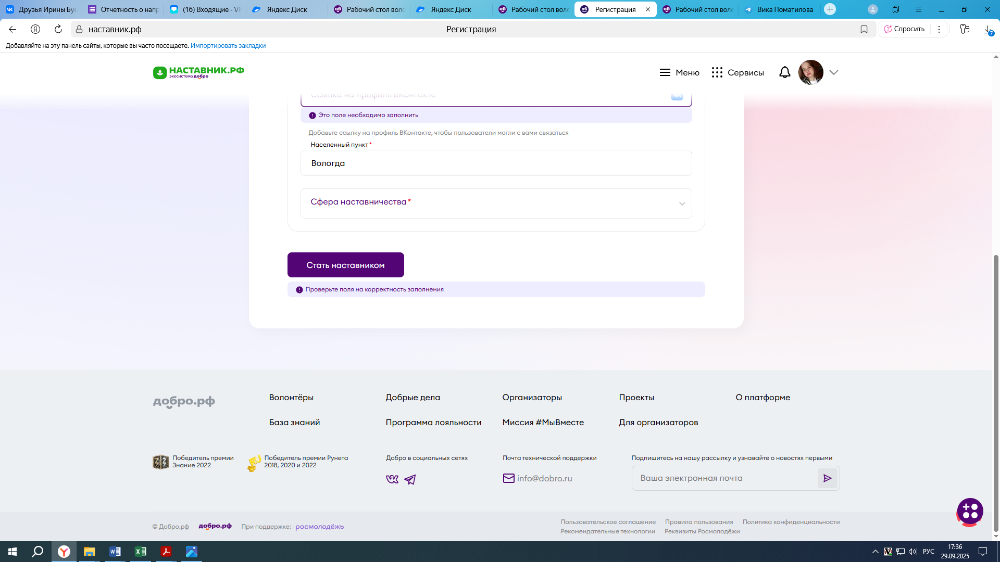 Друзья Ирины Бун
Отчетность о напр
(16) Входящие - VK
Яндекс Диск
Рабочий стол воло
Яндекс Диск
Рабочий стол воло
Регистрация
Рабочий стол воло
Вика Поматилова
наставник.рф
Регистрация
Спросить
7
Добавляйте на эту панель сайты, которые вы часто посещаете. Импортировать закладки
НАСТАВНИК.РФ
экосистема добро
Меню
Сервисы
Ссылка на профиль ВКонтакте
Это поле необходимо заполнить
Добавьте ссылку на профиль ВКонтакте, чтобы пользователи могли с вами связаться
Населенный пункт *
Вологда
Сфера наставничества *
Стать наставником
Проверьте поля на корректность заполнения
добро.рф
Волонтёры
Добрые дела
Организаторы
Проекты
О платформе
База знаний
Программа лояльности
Миссия #МыВместе
Для организаторов
Победитель премии
Знание 2022
Победитель премии Рунета
2018, 2020 и 2022
Добро в социальных сетях
Почта технической поддержки
info@dobro.ru
Подпишитесь на нашу рассылку и узнавайте о новостях первыми
Ваша электронная почта
© Добро.рф
добро.рф
При поддержке:
росмолодёжь
Пользовательское соглашение
Правила пользования
Политика конфиденциальности
Рекомендательные технологии
Реквизиты Росмолодёжи
РУС
17:36
29.09.2025